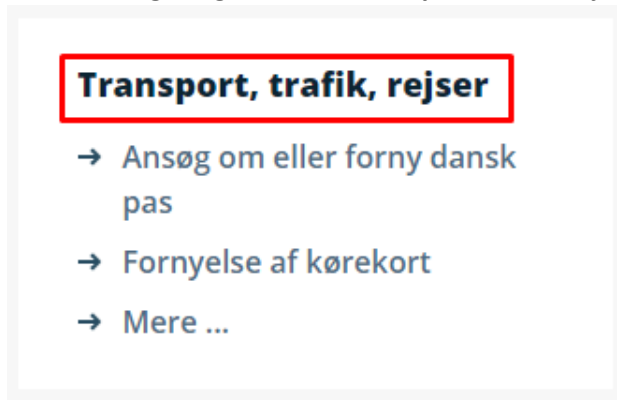 Transport, trafik, rejser
→ Ansøg om eller forny dansk
pas
→ Fornyelse af kørekort
→ Mere ...